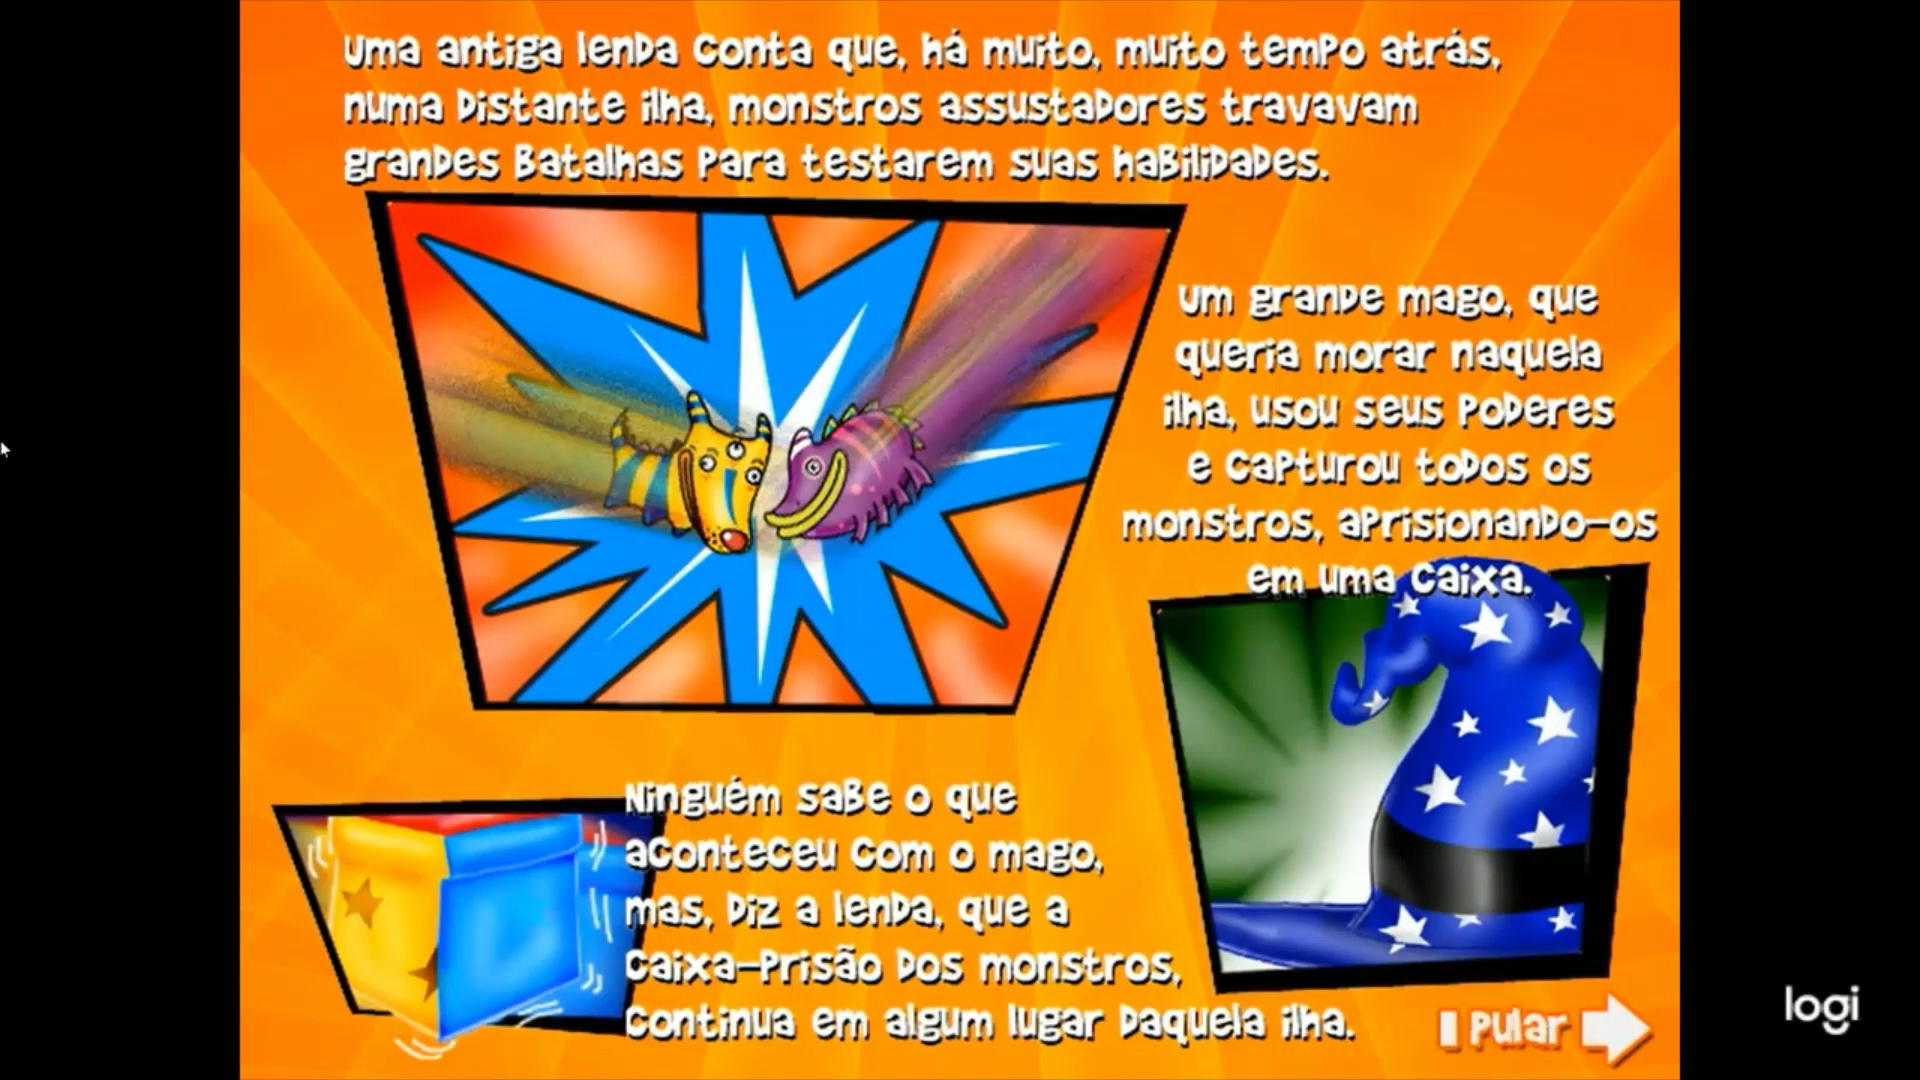 Uma antiga lenda conta que, há muito, muito tempo atrás,
numa distante ilha, monstros assustadores travavam
grandes batalhas para testarem suas habilidades.
Um grande mago, que
queria morar naquela
ilha, usou seus poderes
e capturou todos os
monstros, aprisionando-os
em uma caixa.
Ninguém sabe o que
aconteceu com o mago,
mas, diz a lenda, que a
caixa-prisão dos monstros,
continua em algum lugar daquela ilha.
Pular
logi